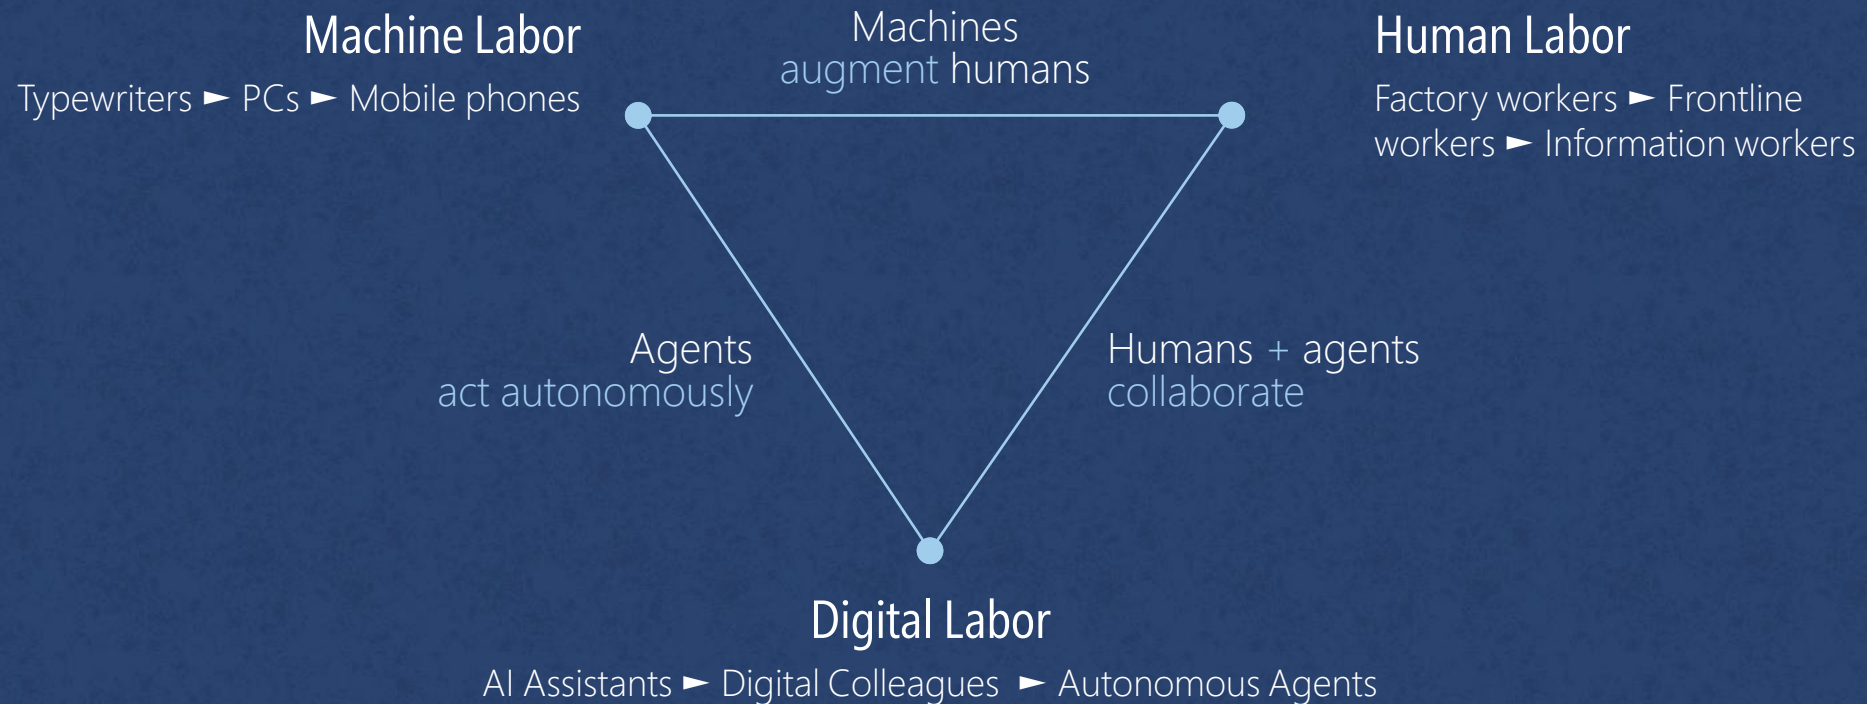 Machine Labor
Typewriters ► PCs ► Mobile phones
Machines
augment humans
Human Labor
Factory workers ► Frontline
workers ► Information workers
Agents
act autonomously
Humans + agents
collaborate
Digital Labor
AI Assistants ► Digital Colleagues ► Autonomous Agents